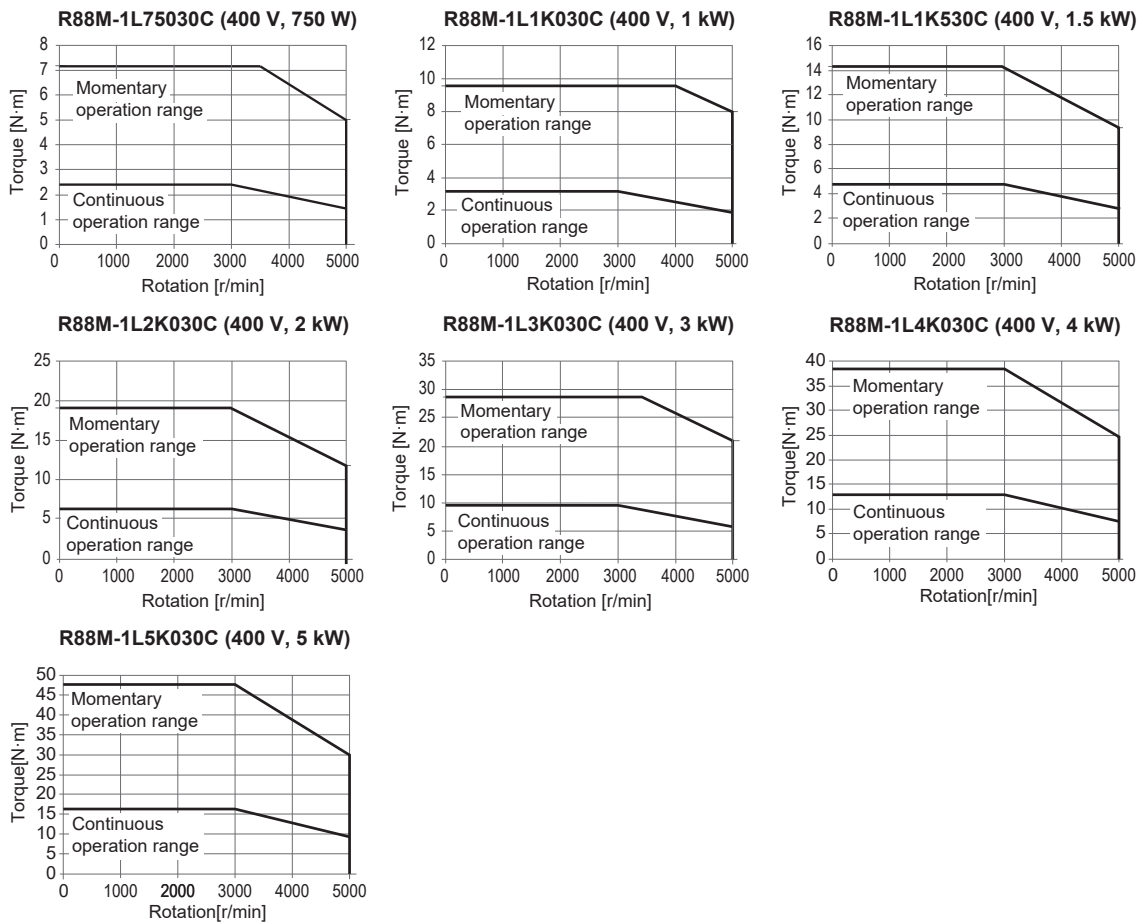 R88M-1L75030C (400 V, 750 W)
8
7
6
5
4
3
2
1
0
Torque [N·m]
Momentary
operation range
Continuous
operation range
0 1000 2000 3000 4000 5000
Rotation [r/min]
R88M-1L1K030C (400 V, 1 kW)
12
10
8
6
4
2
0
Torque [N·m]
Momentary
operation range
Continuous
operation range
0 1000 2000 3000 4000 5000
Rotation [r/min]
R88M-1L1K530C (400 V, 1.5 kW)
16
14
12
10
8
6
4
2
0
Torque [N·m]
Momentary
operation range
Continuous
operation range
0 1000 2000 3000 4000 5000
Rotation [r/min]
R88M-1L2K030C (400 V, 2 kW)
25
20
15
10
5
0
Torque [N·m]
Momentary
operation range
Continuous
operation range
0 1000 2000 3000 4000 5000
Rotation [r/min]
R88M-1L3K030C (400 V, 3 kW)
35
30
25
20
15
10
5
0
Torque [N·m]
Momentary
operation range
Continuous
operation range
0 1000 2000 3000 4000 5000
Rotation [r/min]
R88M-1L4K030C (400 V, 4 kW)
40
35
30
25
20
15
10
5
0
Torque[N·m]
Momentary
operation range
Continuous
operation range
0 1000 2000 3000 4000 5000
Rotation[r/min]
R88M-1L5K030C (400 V, 5 kW)
50
45
40
35
30
25
20
15
10
5
0
Torque[N·m]
Momentary
operation range
Continuous
operation range
0 1000 2000 3000 4000 5000
Rotation[r/min]